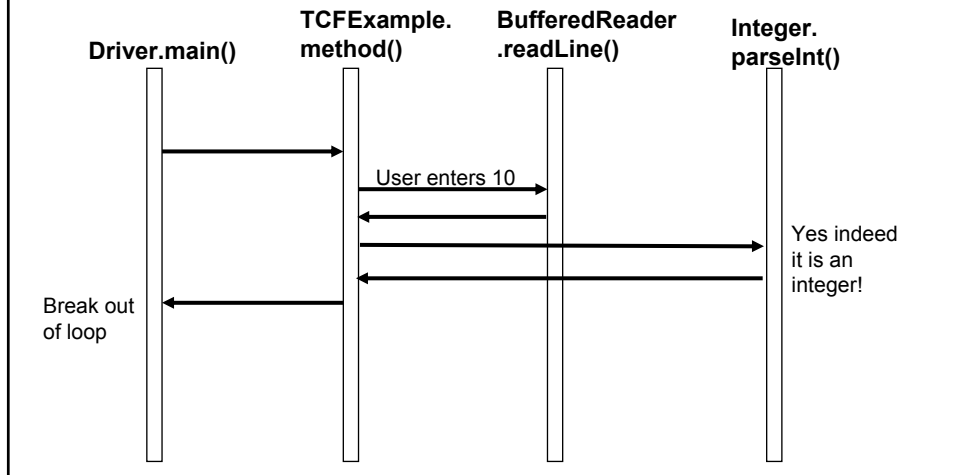 Driver.main()
TCFExample.
method()
BufferedReader
.readLine()
Integer.
parseInt()
User enters 10
Yes indeed
it is an
integer!
Break out
of loop